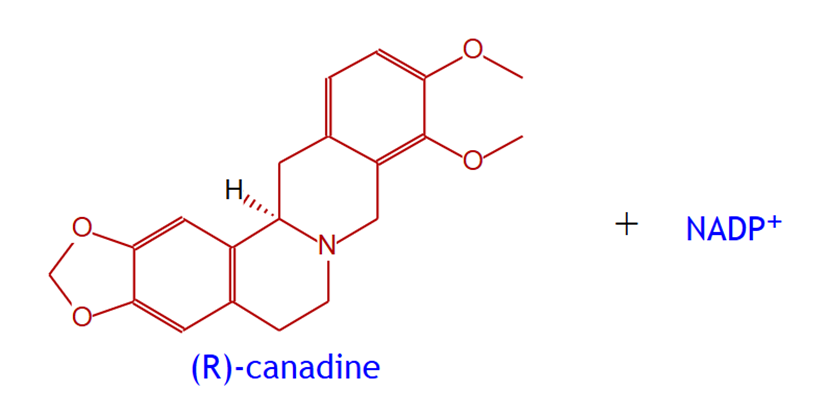 O
O
H
O
N
+ NADP⁺
O
(R)-canadine